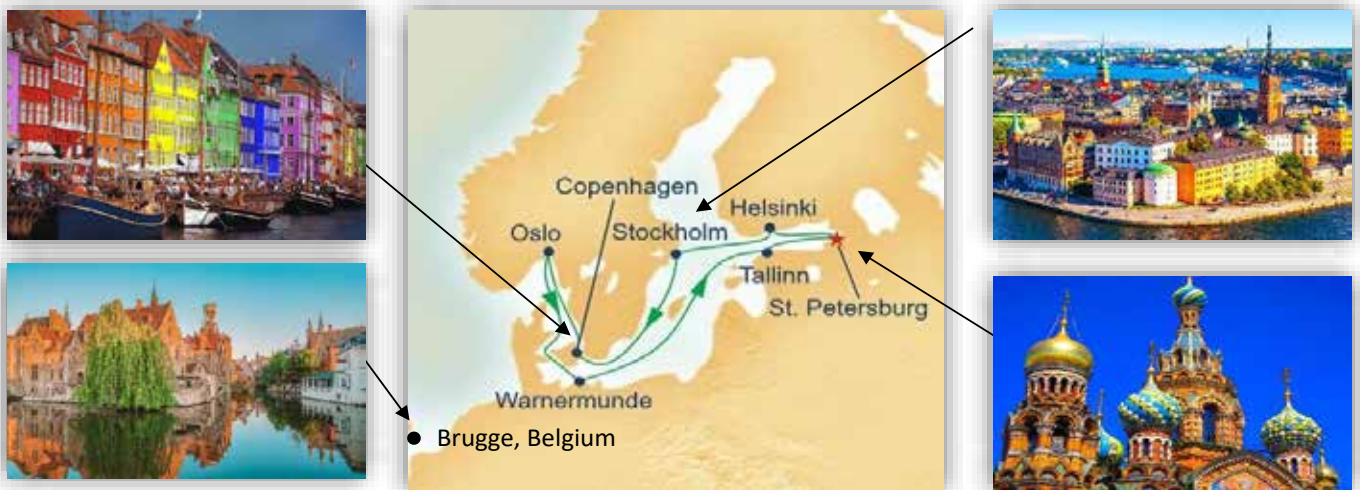 Copenhagen
Oslo
Stockholm
Helsinki
Tallinn
St. Petersburg
Warnermunde
Brugge, Belgium